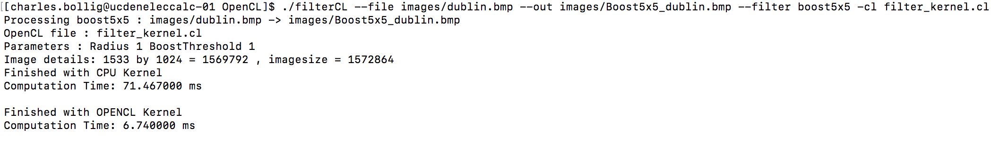 [[charles.bollig@ucdeneleccalc-01 OpenCL]$ ./filterCL --file images/dublin.bmp --out images/Boost5x5_dublin.bmp --filter boost5x5 -cl filter_kernel.cl
Processing boost5x5 : images/dublin.bmp -> images/Boost5x5_dublin.bmp
OpenCL file : filter_kernel.cl
Parameters : Radius 1 BoostThreshold 1
Image details: 1533 by 1024 = 1569792 , imagesize = 1572864
Finished with CPU Kernel
Computation Time: 71.467000 ms
Finished with OPENCL Kernel
Computation Time: 6.740000 ms